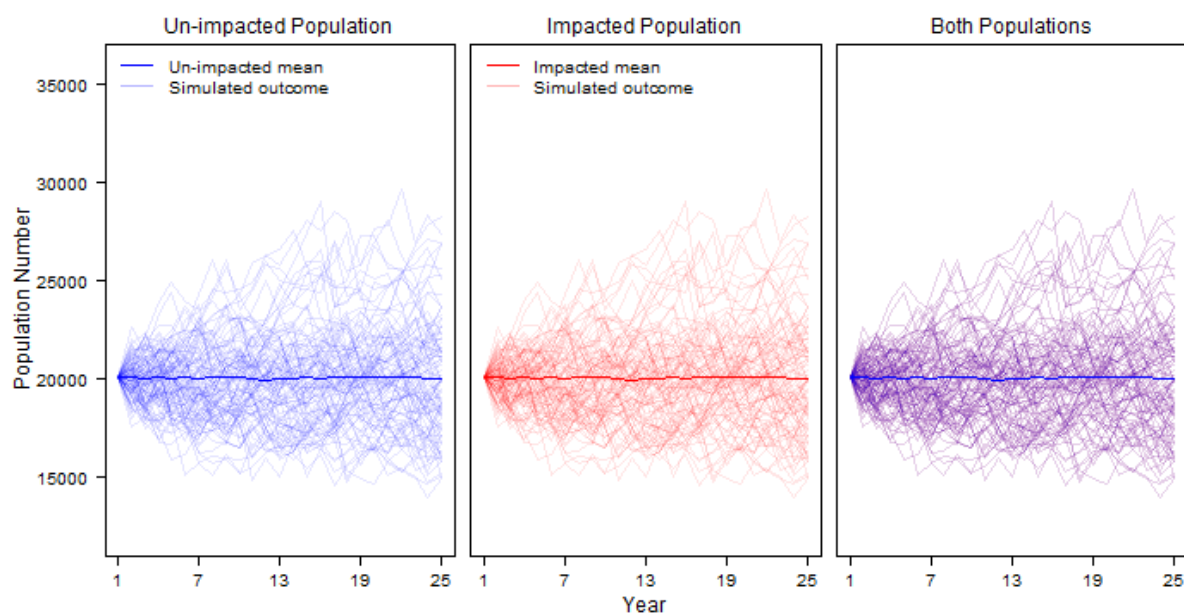 Un-impacted Population
Impacted Population
Both Populations
Un-impacted mean
Simulated outcome
Impacted mean
Simulated outcome
Population Number
35000
30000
25000
20000
15000
1 7 13 19 25
1 7 13 19 25
1 7 13 19 25
Year